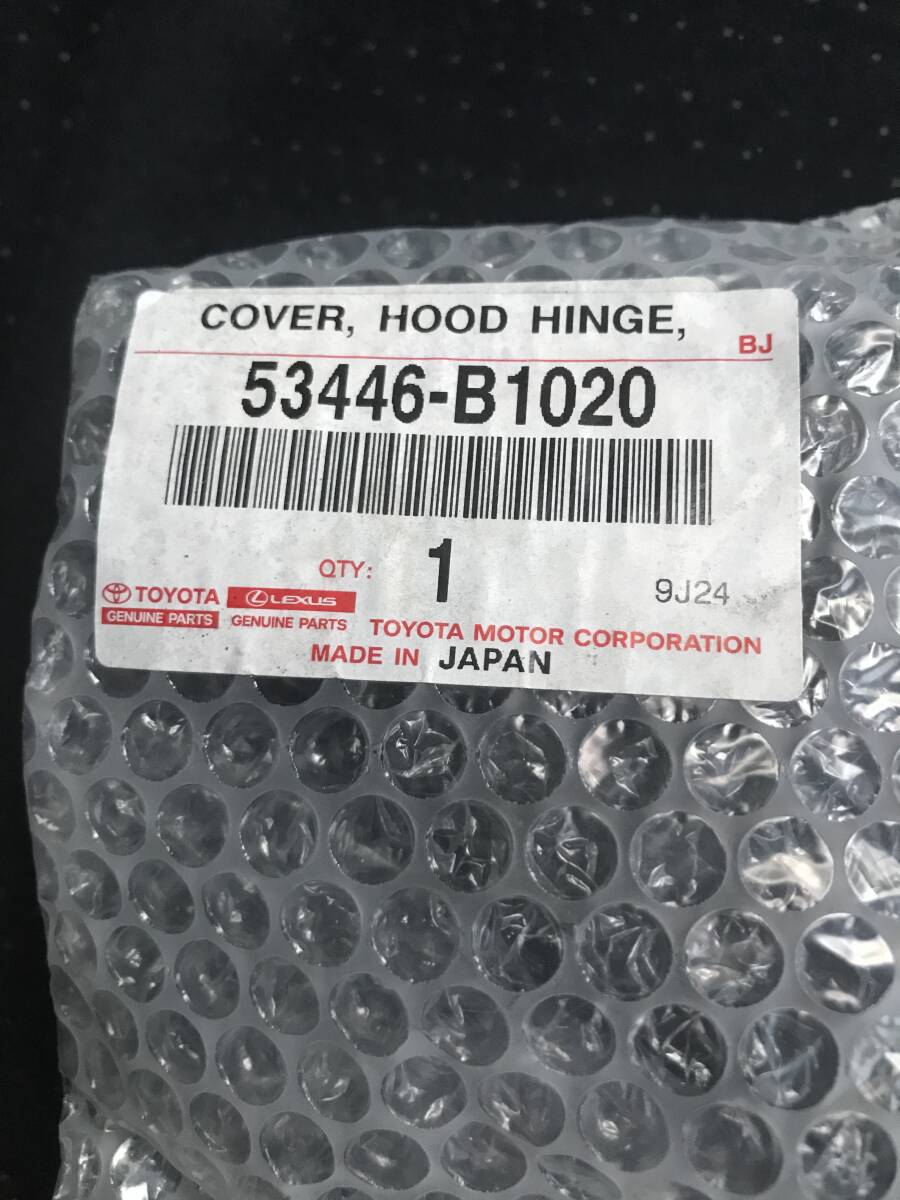 COVER, HOOD HINGE,
BJ
53446-B1020
QTY: 1
9J24
TOYOTA LEXUS
GENUINE PARTS GENUINE PARTS
TOYOTA MOTOR CORPORATION
MADE IN JAPAN